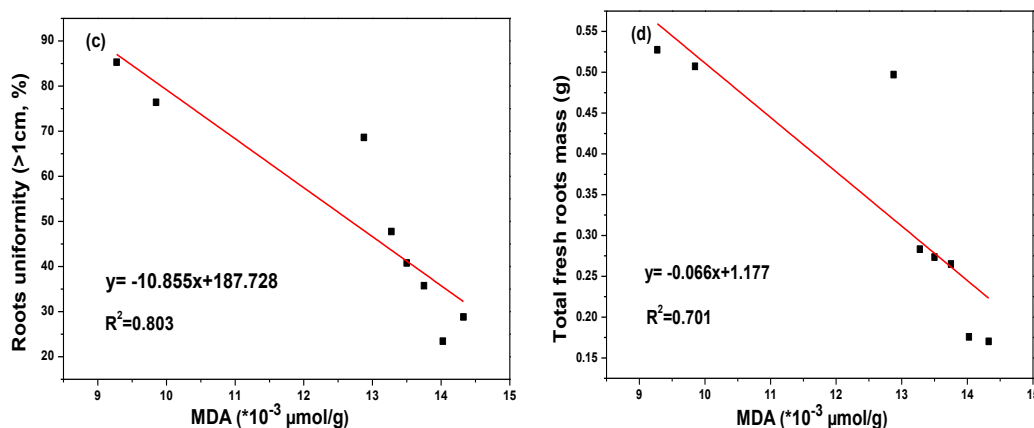 (c)
90
80
70
60
50
40
30
20
Roots uniformity (>1cm, %)
y= -10.855x+187.728
R²=0.803
9 10 11 12 13 14 15
MDA (*10⁻³ µmol/g)
(d)
0.55
0.50
0.45
0.40
0.35
0.30
0.25
0.20
0.15
Total fresh roots mass (g)
y= -0.066x+1.177
R²=0.701
9 10 11 12 13 14 15
MDA (*10⁻³ µmol/g)